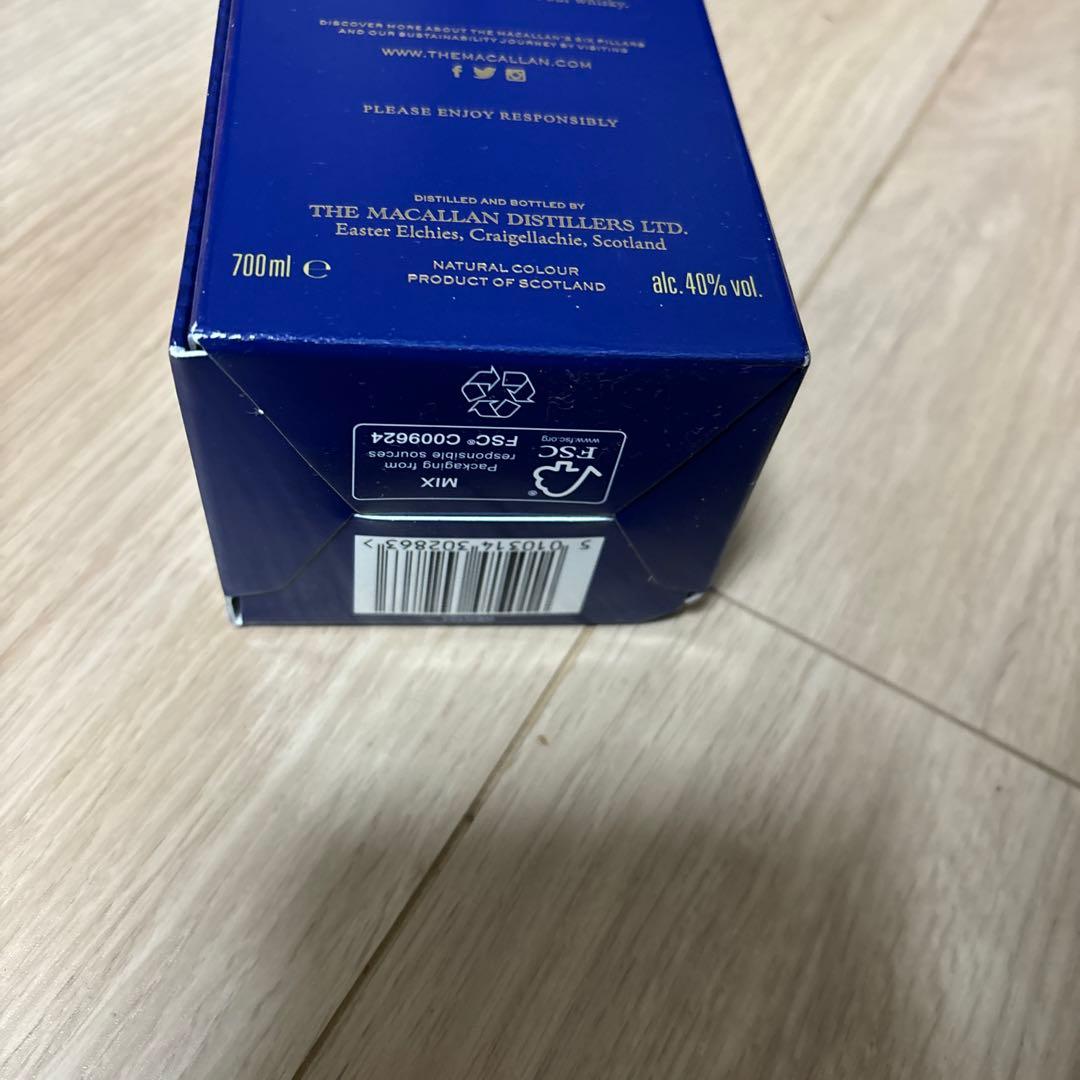 whisky.
DISCOVER MORE ABOUT THE MACALLAN'S SIX PILLARS
AND OUR SUSTAINABILITY JOURNEY BY VISITING
WWW.THEMACALLAN.COM
PLEASE ENJOY RESPONSIBLY
DISTILLED AND BOTTLED BY
THE MACALLAN DISTILLERS LTD.
Easter Elchies, Craigellachie, Scotland
700ml ℮
NATURAL COLOUR
PRODUCT OF SCOTLAND
alc.40% vol.
®
FSC
www.fsc.org
MIX
Packaging from
responsible sources
FSC® C009624
5 010314 302863 >